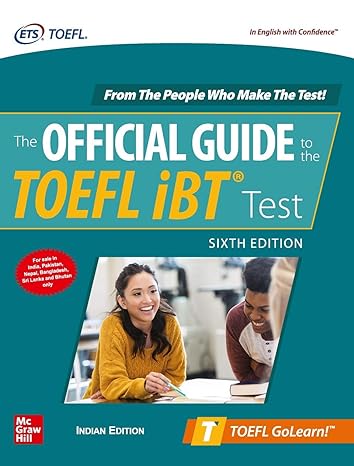 ETS TOEFL®
In English with Confidence™
From The People Who Make The Test!
The OFFICIAL GUIDE to the
TOEFL iBT® Test
SIXTH EDITION
For sale in
India, Pakistan,
Nepal, Bangladesh,
Sri Lanka and Bhutan
only
Mc
Graw
Hill
INDIAN EDITION
T TOEFL GoLearn!™